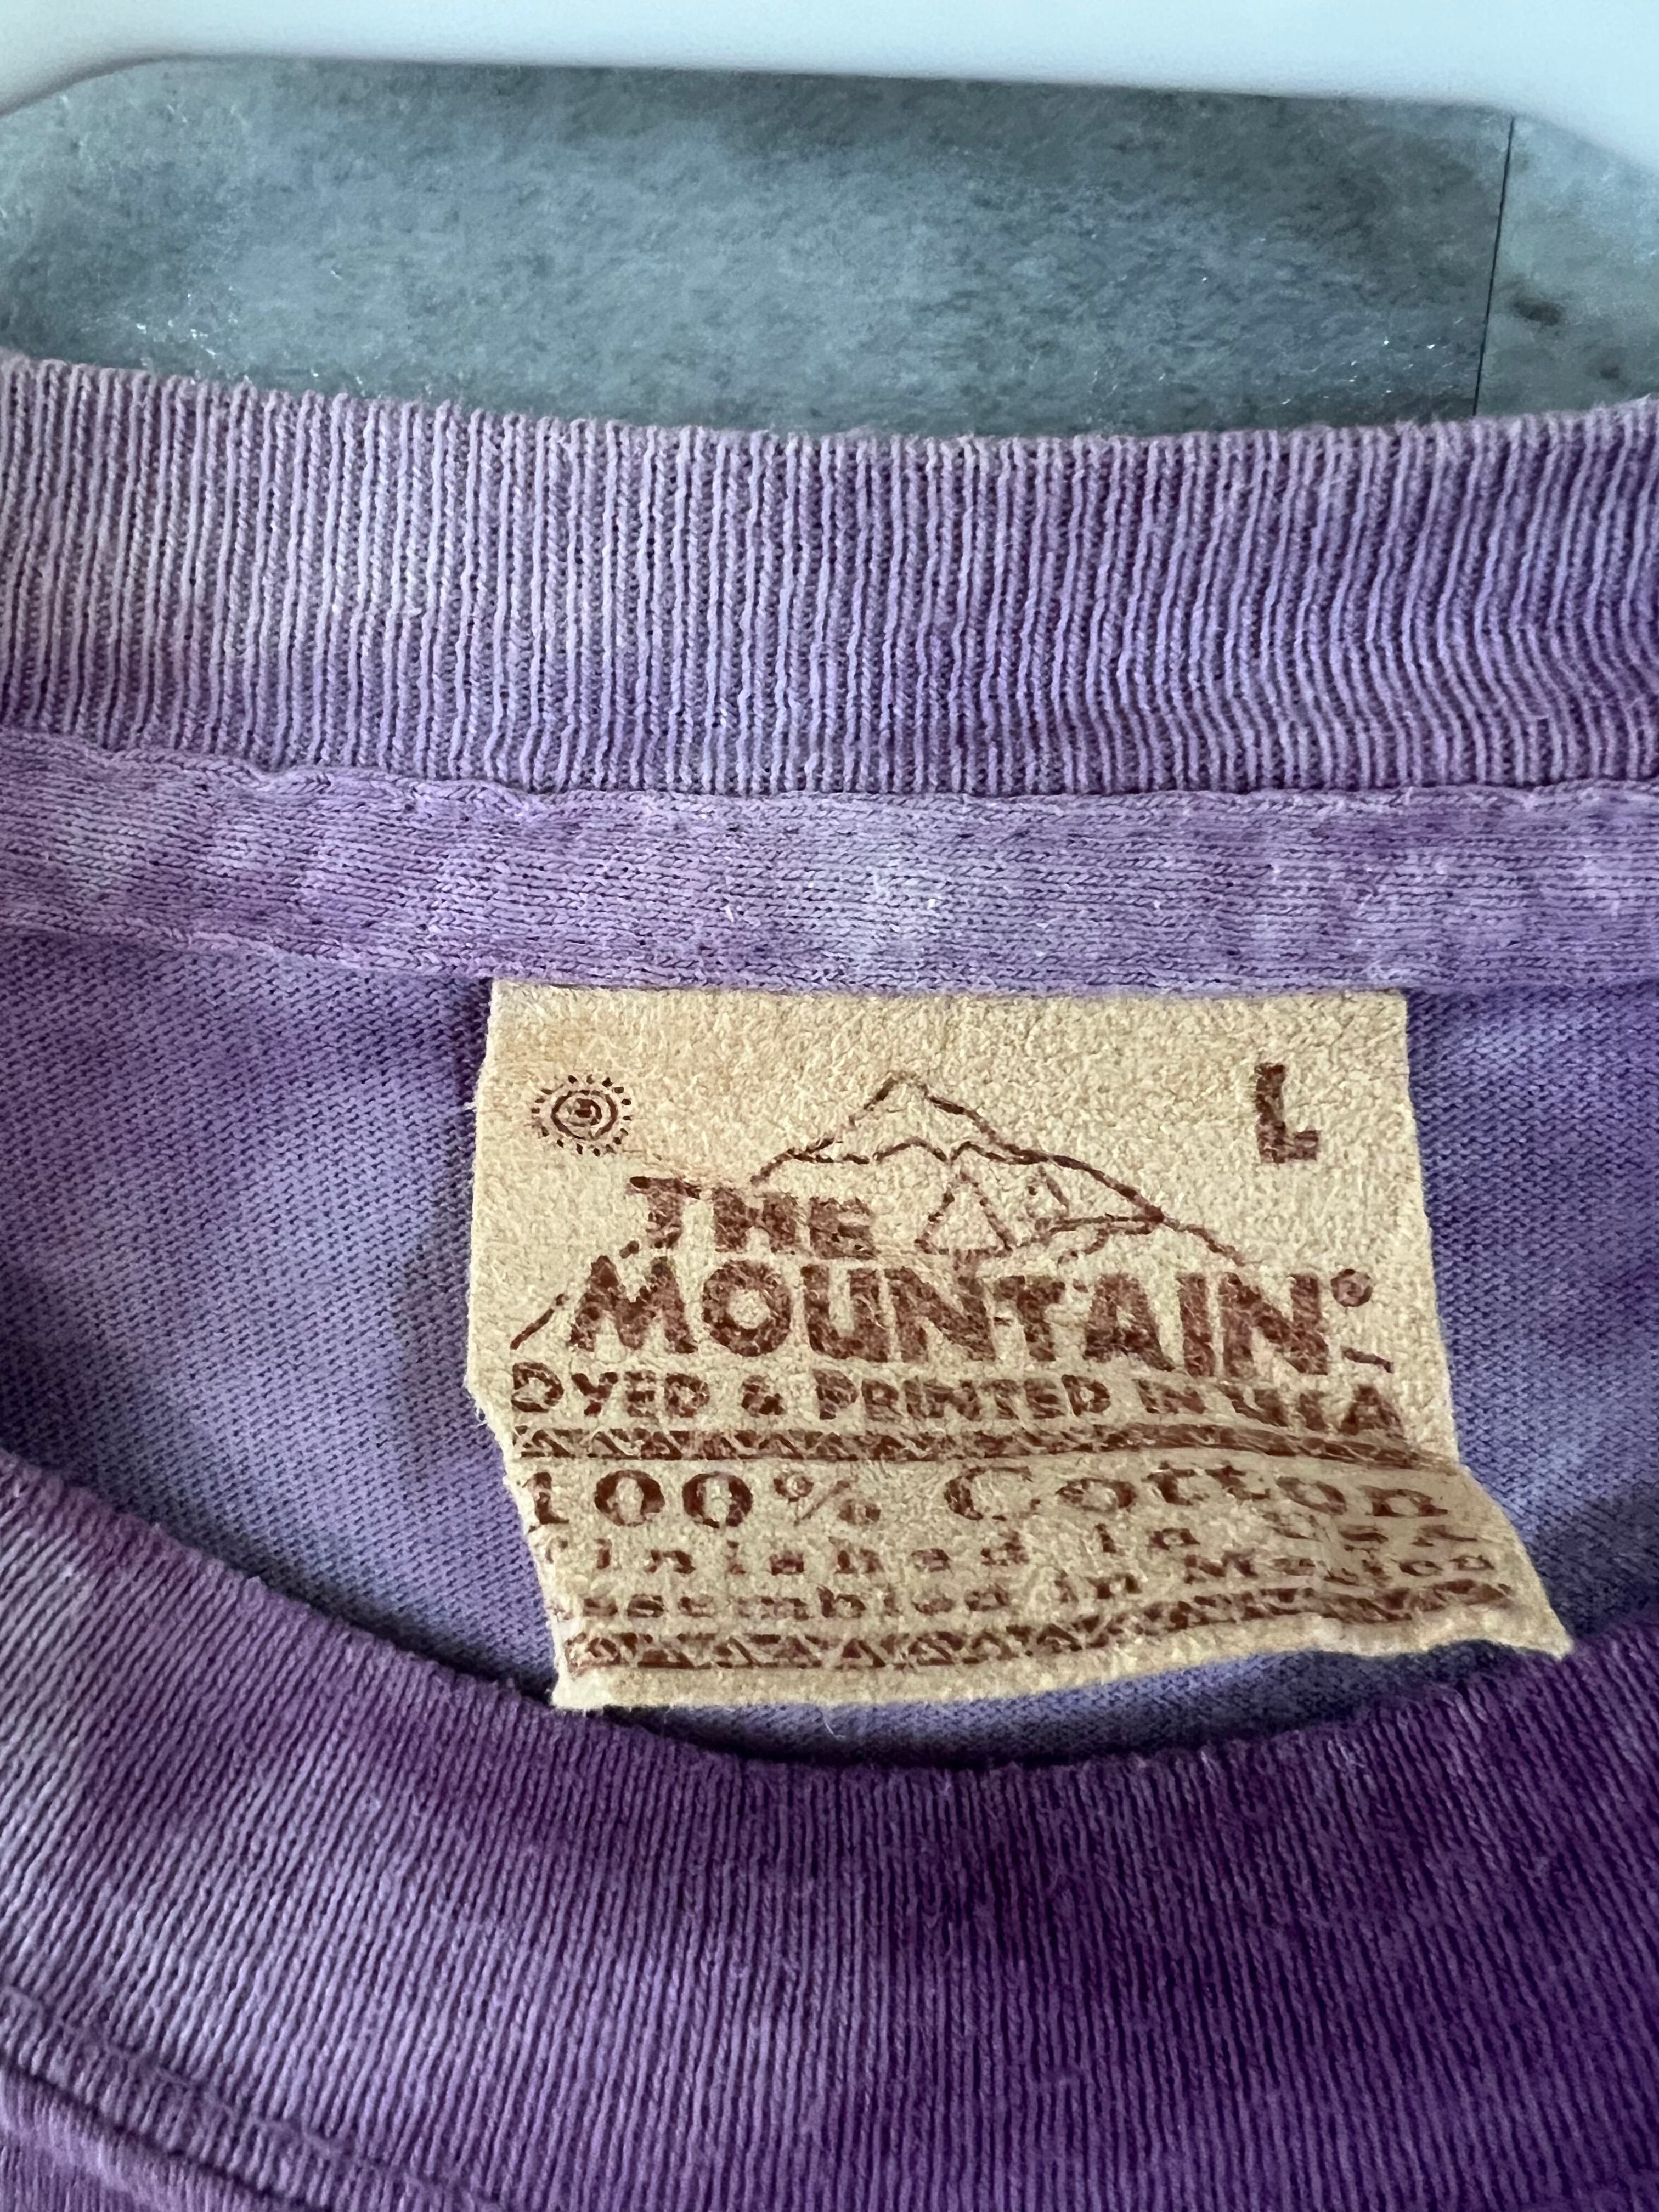 L
THE
MOUNTAIN®
DYED & PRINTED IN USA
100% Cotton
finished in USA
assembled in Mexico